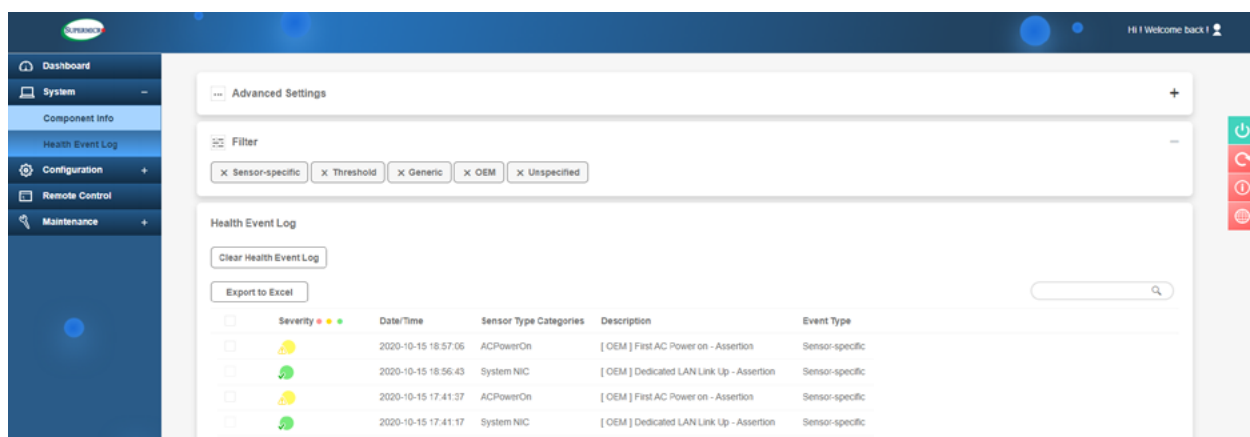 SUPERMICR
Hi ! Welcome back !
Dashboard
System −
Component Info
Health Event Log
Configuration +
Remote Control
Maintenance +
Advanced Settings +
Filter −
× Sensor-specific × Threshold × Generic × OEM × Unspecified
Health Event Log
Clear Health Event Log
Export to Excel
Severity Date/Time Sensor Type Categories Description Event Type
2020-10-15 18:57:06 ACPowerOn [ OEM ] First AC Power on - Assertion Sensor-specific
2020-10-15 18:56:43 System NIC [ OEM ] Dedicated LAN Link Up - Assertion Sensor-specific
2020-10-15 17:41:37 ACPowerOn [ OEM ] First AC Power on - Assertion Sensor-specific
2020-10-15 17:41:17 System NIC [ OEM ] Dedicated LAN Link Up - Assertion Sensor-specific